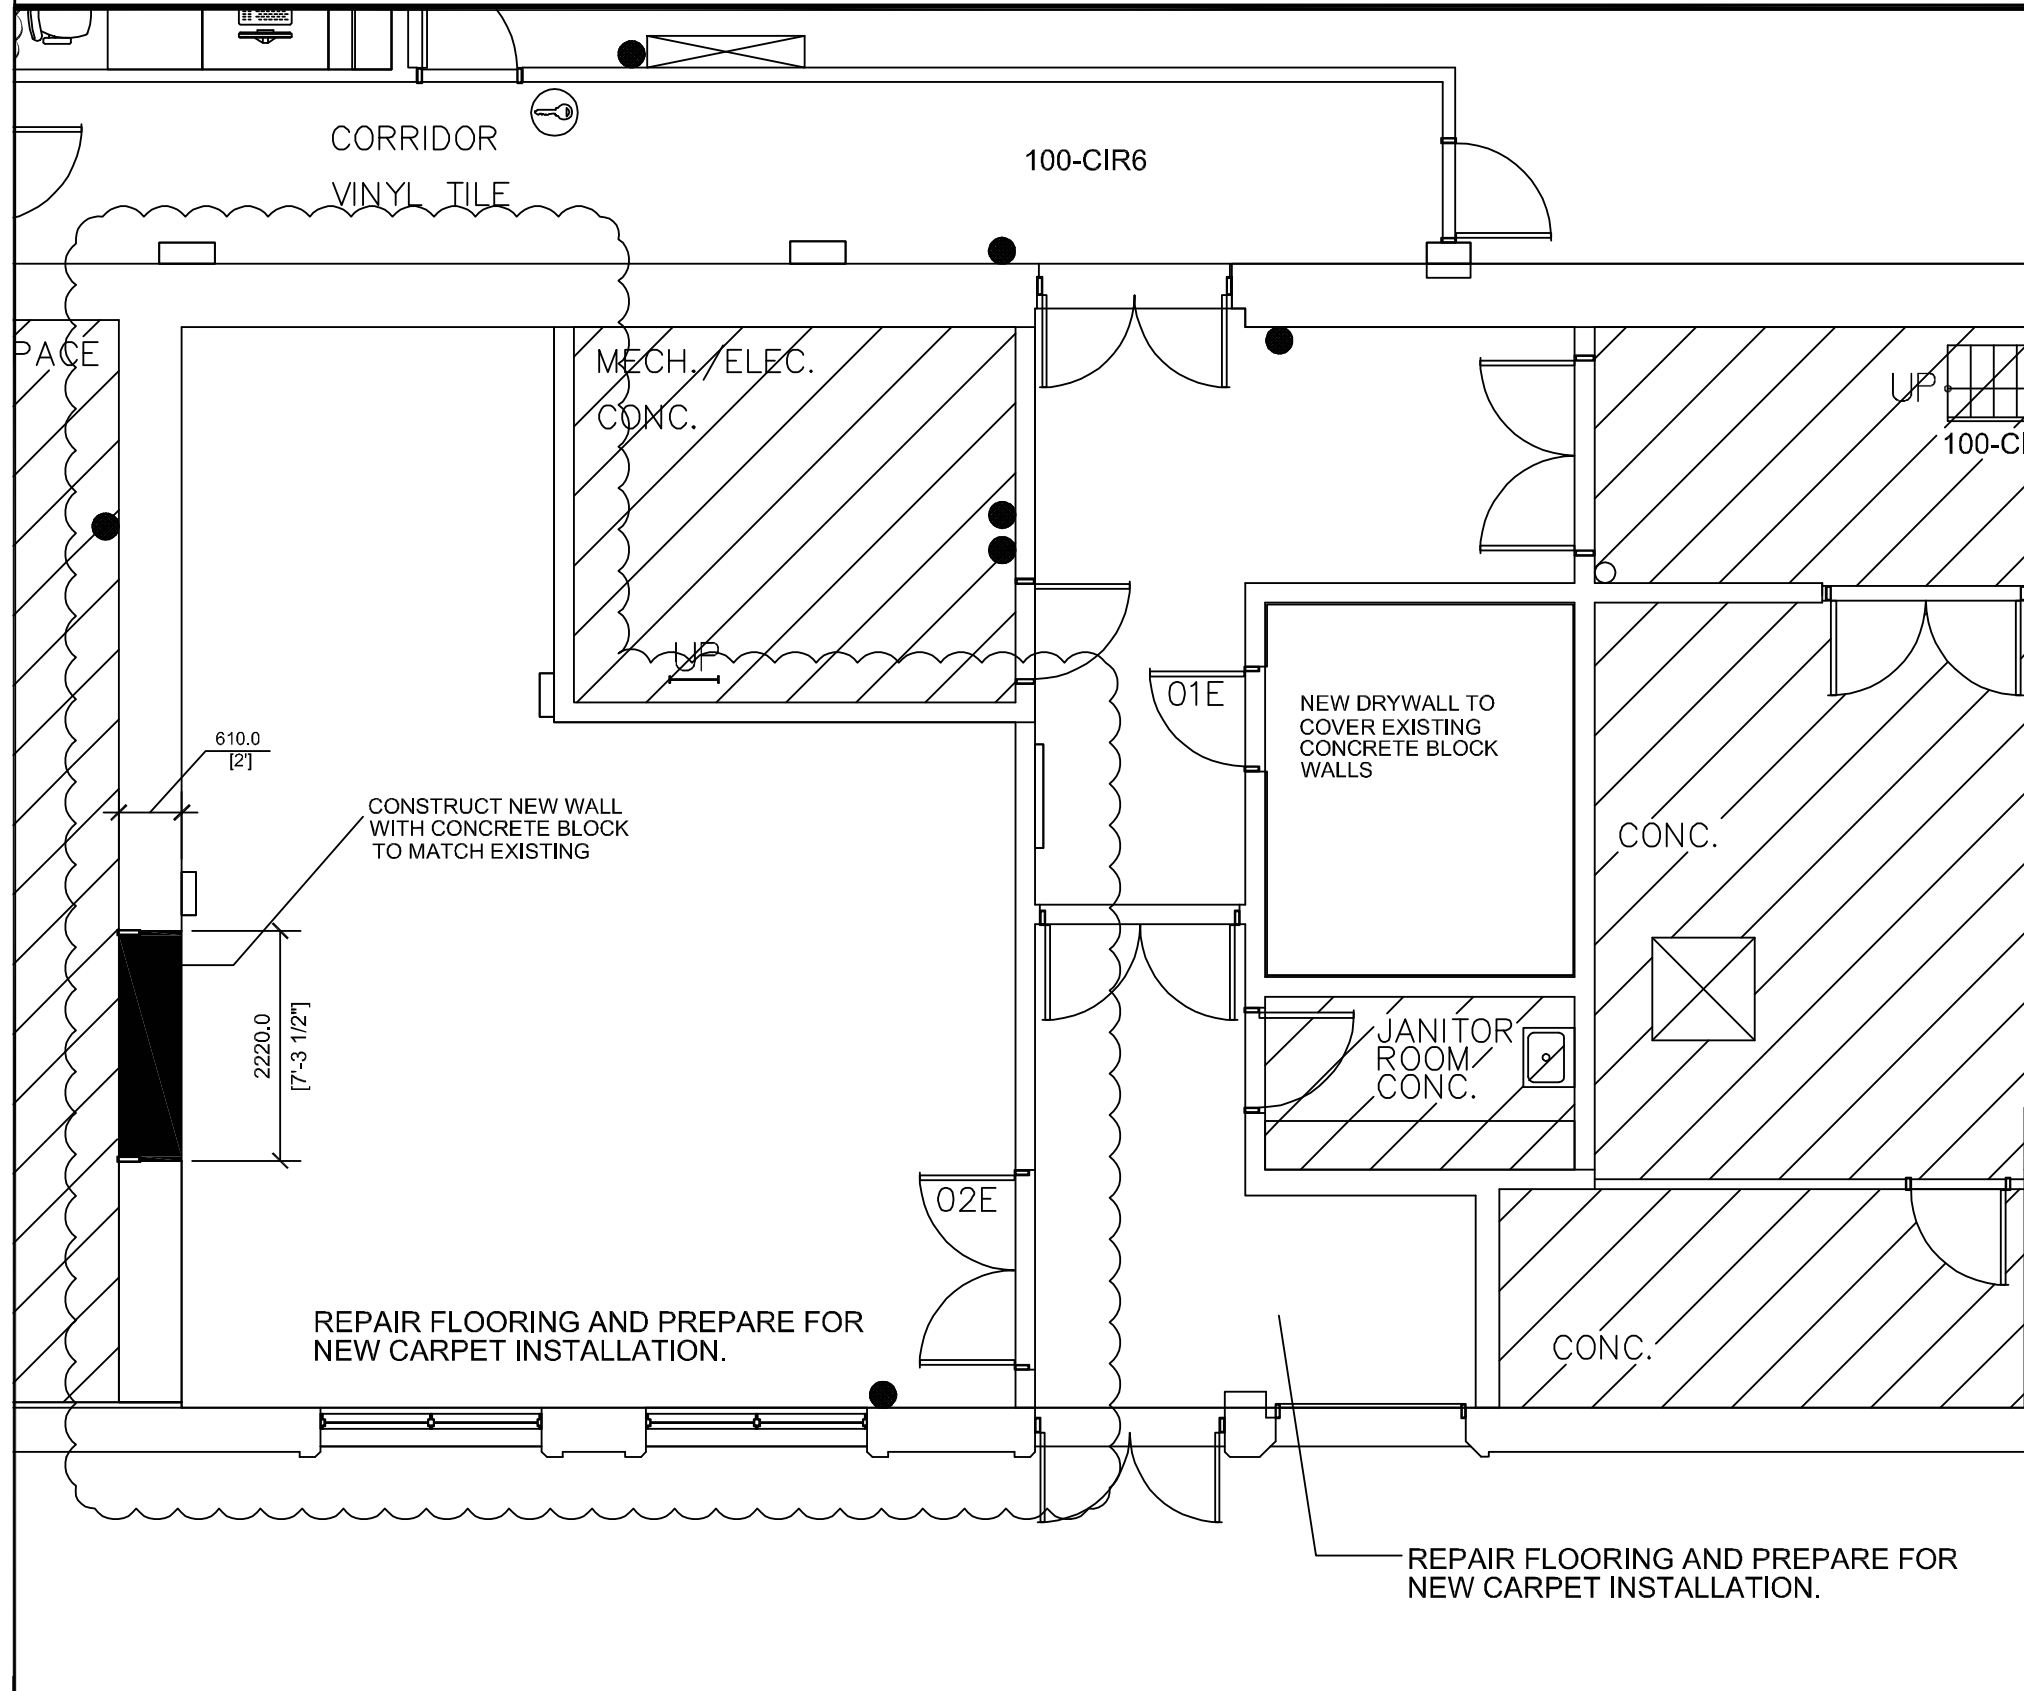 CORRIDOR
VINYL TILE
100-CIR6
PACE
MECH./ELEC.
CONC.
UP
100-CI
UP
01E
NEW DRYWALL TO
COVER EXISTING
CONCRETE BLOCK
WALLS
610.0
[2']
CONSTRUCT NEW WALL
WITH CONCRETE BLOCK
TO MATCH EXISTING
CONC.
2220.0
[7'-3 1/2"]
JANITOR
ROOM
CONC.
02E
REPAIR FLOORING AND PREPARE FOR
NEW CARPET INSTALLATION.
CONC.
REPAIR FLOORING AND PREPARE FOR
NEW CARPET INSTALLATION.